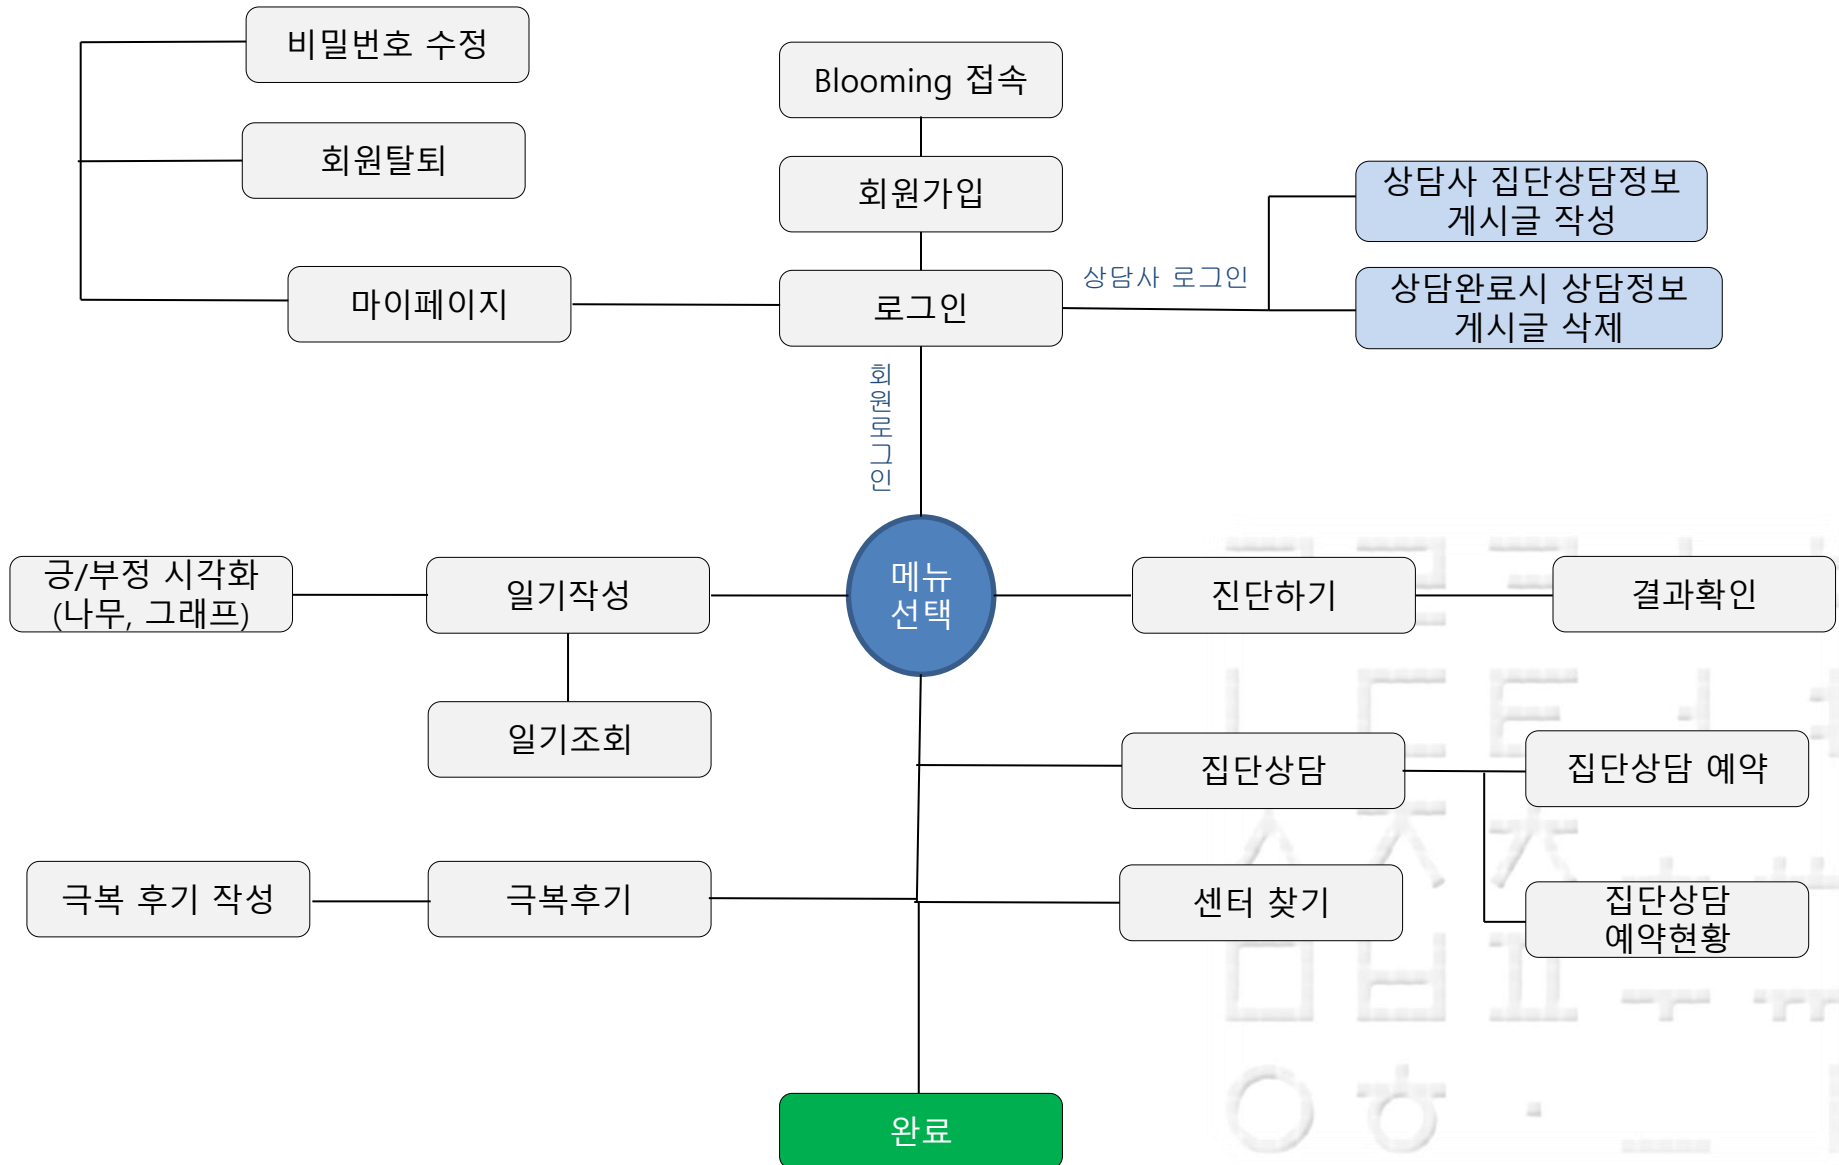 비밀번호 수정
Blooming 접속
회원탈퇴
회원가입
상담사 집단상담정보
게시글 작성
마이페이지
로그인
상담사 로그인
상담완료시 상담정보
게시글 삭제
회원로그인
긍/부정 시각화
(나무, 그래프)
일기작성
메뉴
선택
진단하기
결과확인
일기조회
집단상담
집단상담 예약
극복 후기 작성
극복후기
센터 찾기
집단상담
예약현황
완료